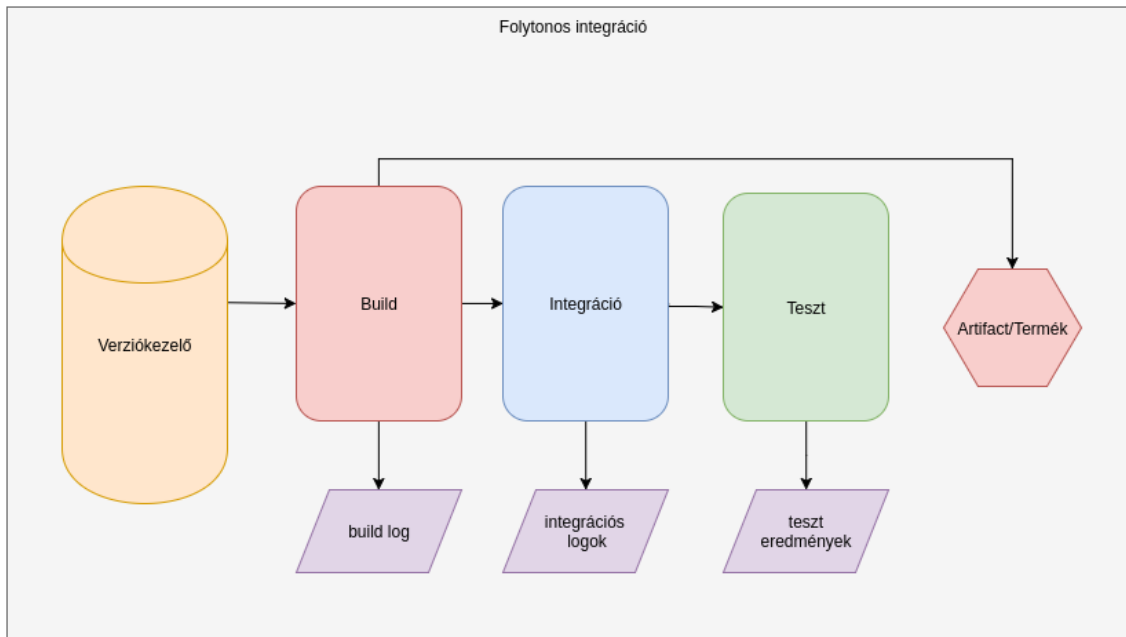 Folytonos integráció
Verziókezelő
Build
Integráció
Teszt
Artifact/Termék
build log
integrációs
logok
teszt
eredmények